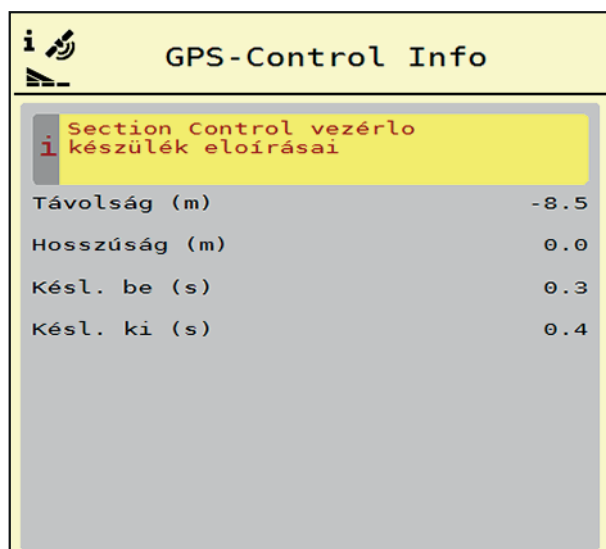 i
GPS-Control Info
i
Section Control vezérlo
készülék eloírásai
Távolság (m) -8.5
Hosszúság (m) 0.0
Késl. be (s) 0.3
Késl. ki (s) 0.4